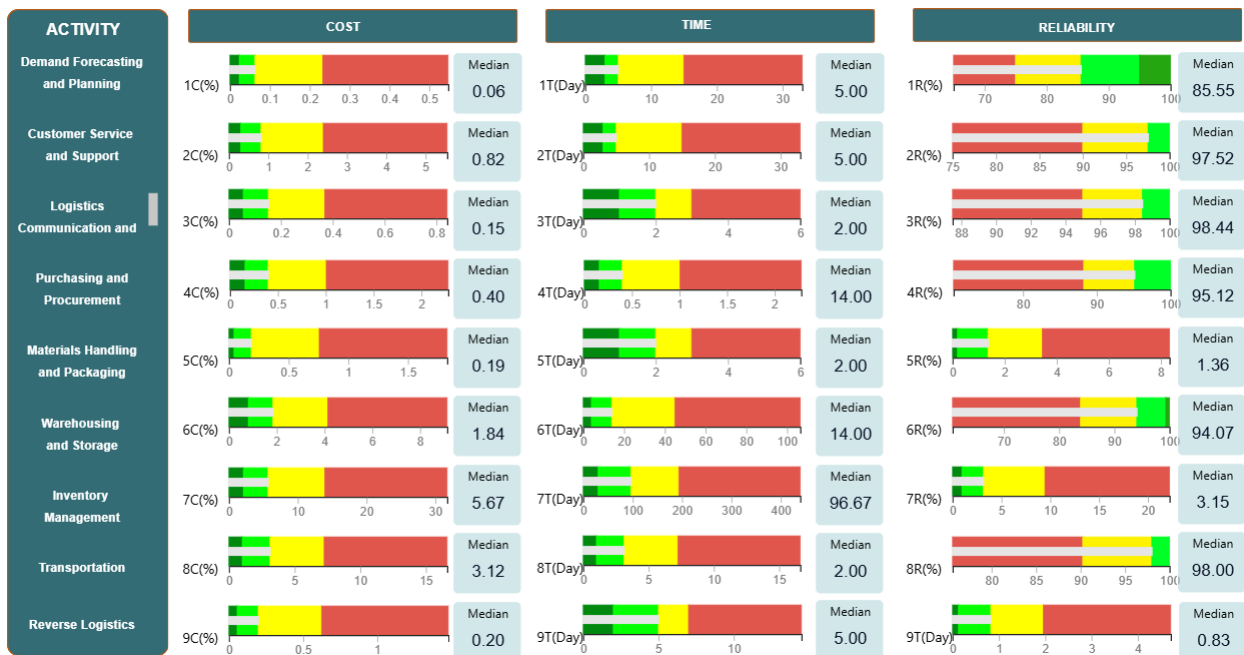 ACTIVITY
COST
TIME
RELIABILITY
Demand Forecasting
and Planning
1C(%)
0 0.1 0.2 0.3 0.4 0.5
Median
0.06
1T(Day)
0 10 20 30
Median
5.00
1R(%)
70 80 90 100
Median
85.55
Customer Service
and Support
2C(%)
0 1 2 3 4 5
Median
0.82
2T(Day)
0 10 20 30
Median
5.00
2R(%)
75 80 85 90 95 100
Median
97.52
Logistics
Communication and
3C(%)
0 0.2 0.4 0.6 0.8
Median
0.15
3T(Day)
0 2 4 6
Median
2.00
3R(%)
88 90 92 94 96 98 100
Median
98.44
Purchasing and
Procurement
4C(%)
0 0.5 1 1.5 2
Median
0.40
4T(Day)
0 0.5 1 1.5 2
Median
14.00
4R(%)
80 90 100
Median
95.12
Materials Handling
and Packaging
5C(%)
0 0.5 1 1.5
Median
0.19
5T(Day)
0 2 4 6
Median
2.00
5R(%)
0 2 4 6 8
Median
1.36
Warehousing
and Storage
6C(%)
0 2 4 6 8
Median
1.84
6T(Day)
0 20 40 60 80 100
Median
14.00
6R(%)
70 80 90 100
Median
94.07
Inventory
Management
7C(%)
0 10 20 30
Median
5.67
7T(Day)
0 100 200 300 400
Median
96.67
7R(%)
0 5 10 15 20
Median
3.15
Transportation
8C(%)
0 5 10 15
Median
3.12
8T(Day)
0 5 10 15
Median
2.00
8R(%)
80 85 90 95 100
Median
98.00
Reverse Logistics
9C(%)
0 0.5 1
Median
0.20
9T(Day)
0 5 10
Median
5.00
9T(Day)
0 1 2 3 4
Median
0.83